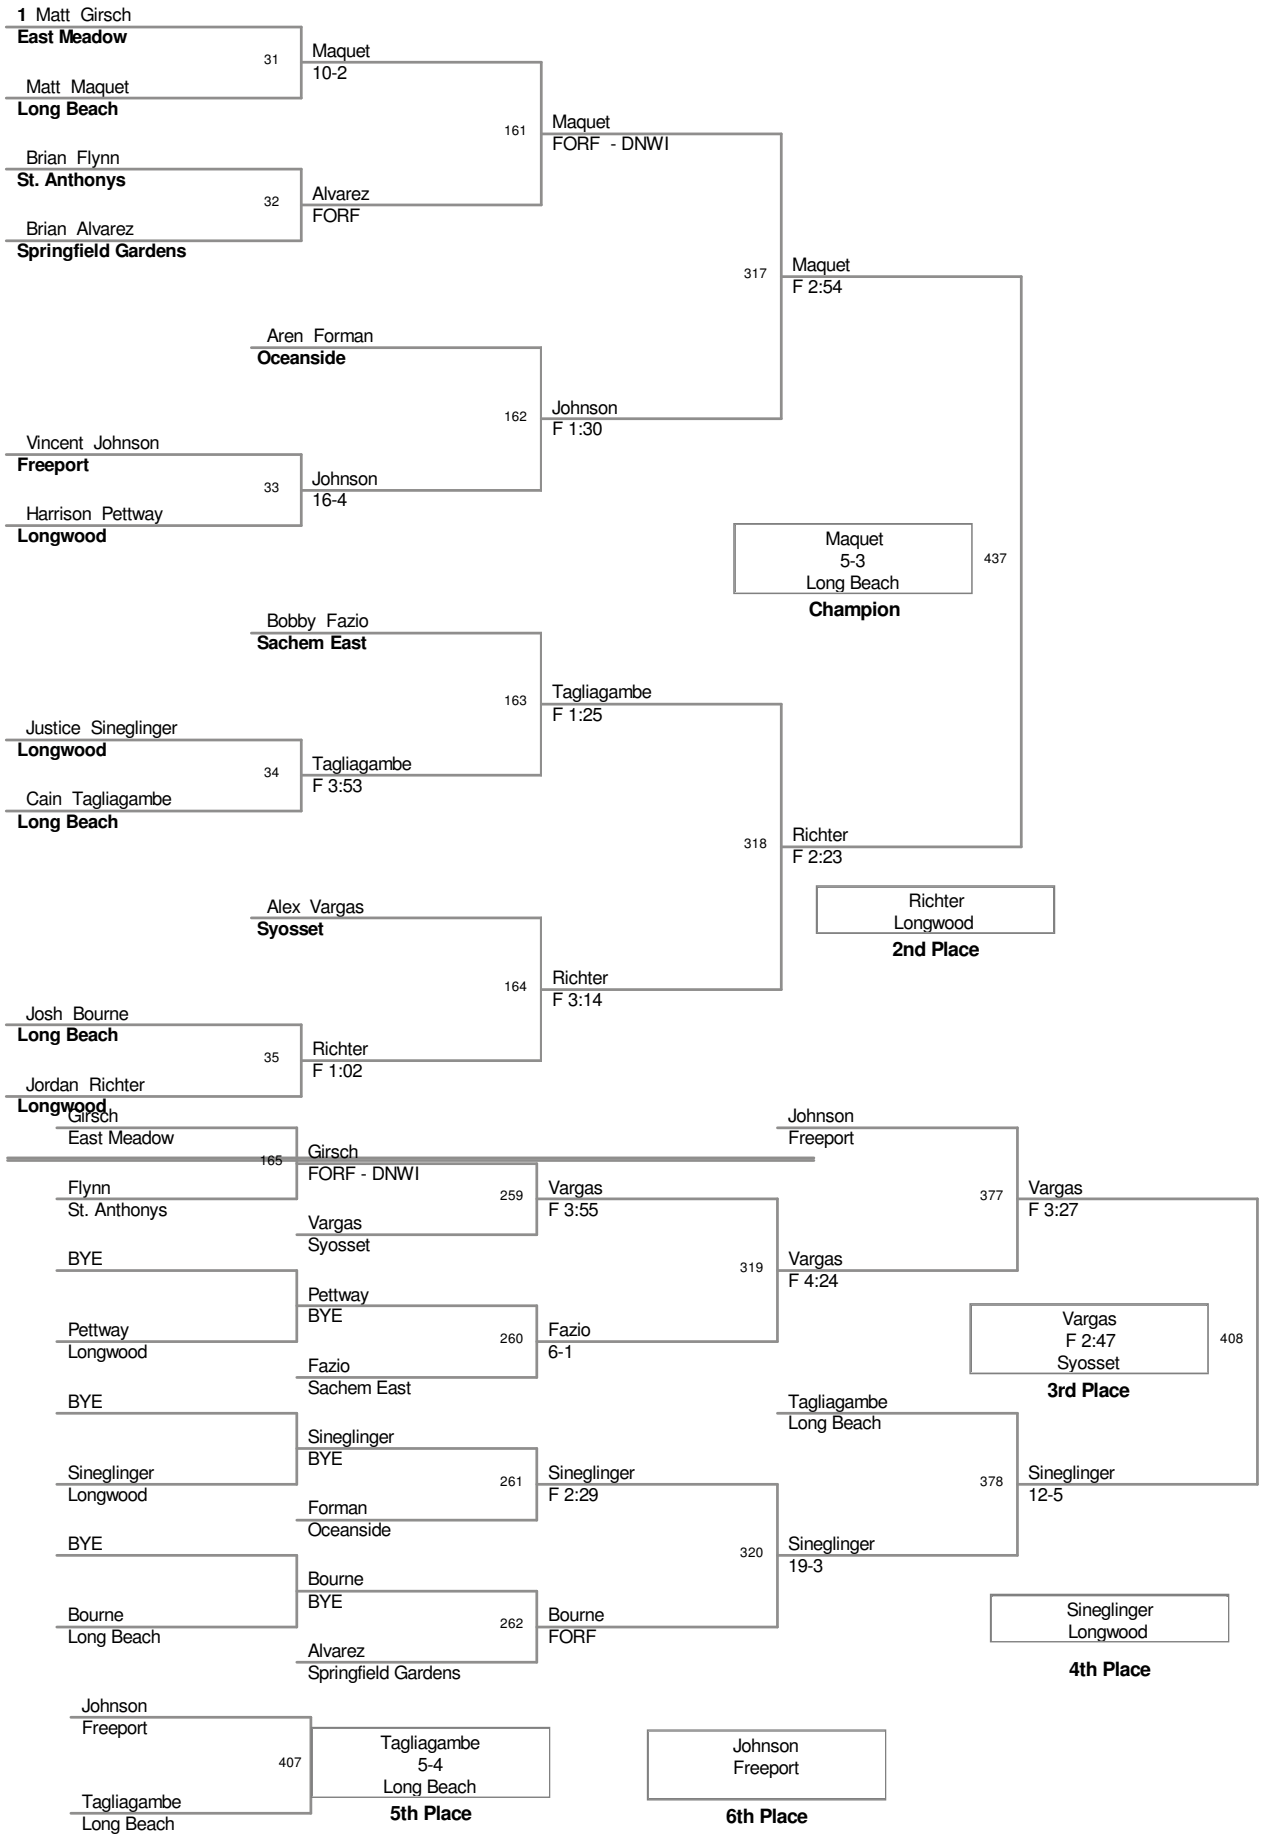 1 Matt Girsch
East Meadow
31
Maquet
10-2
Matt Maquet
Long Beach
161
Maquet
FORF - DNWI
Brian Flynn
St. Anthonys
32
Alvarez
FORF
Brian Alvarez
Springfield Gardens
317
Maquet
F 2:54
Aren Forman
Oceanside
162
Johnson
F 1:30
Vincent Johnson
Freeport
33
Johnson
16-4
Harrison Pettway
Longwood
Maquet
5-3
Long Beach
437
Champion
Bobby Fazio
Sachem East
163
Tagliagambe
F 1:25
Justice Sineglinger
Longwood
34
Tagliagambe
F 3:53
Cain Tagliagambe
Long Beach
318
Richter
F 2:23
Richter
Longwood
2nd Place
Alex Vargas
Syosset
164
Richter
F 3:14
Josh Bourne
Long Beach
35
Richter
F 1:02
Jordan Richter
Longwood
Girsch
East Meadow
Johnson
Freeport
165
Girsch
FORF - DNWI
Flynn
St. Anthonys
259
Vargas
F 3:55
377
Vargas
F 3:27
Vargas
Syosset
BYE
319
Vargas
F 4:24
Pettway
BYE
Pettway
Longwood
260
Fazio
6-1
Vargas
F 2:47
Syosset
408
3rd Place
Fazio
Sachem East
BYE
Tagliagambe
Long Beach
Sineglinger
BYE
Sineglinger
Longwood
261
Sineglinger
F 2:29
378
Sineglinger
12-5
Forman
Oceanside
BYE
320
Sineglinger
19-3
Bourne
BYE
Bourne
Long Beach
262
Bourne
FORF
Sineglinger
Longwood
4th Place
Alvarez
Springfield Gardens
Johnson
Freeport
407
Tagliagambe
5-4
Long Beach
5th Place
Johnson
Freeport
6th Place
Tagliagambe
Long Beach